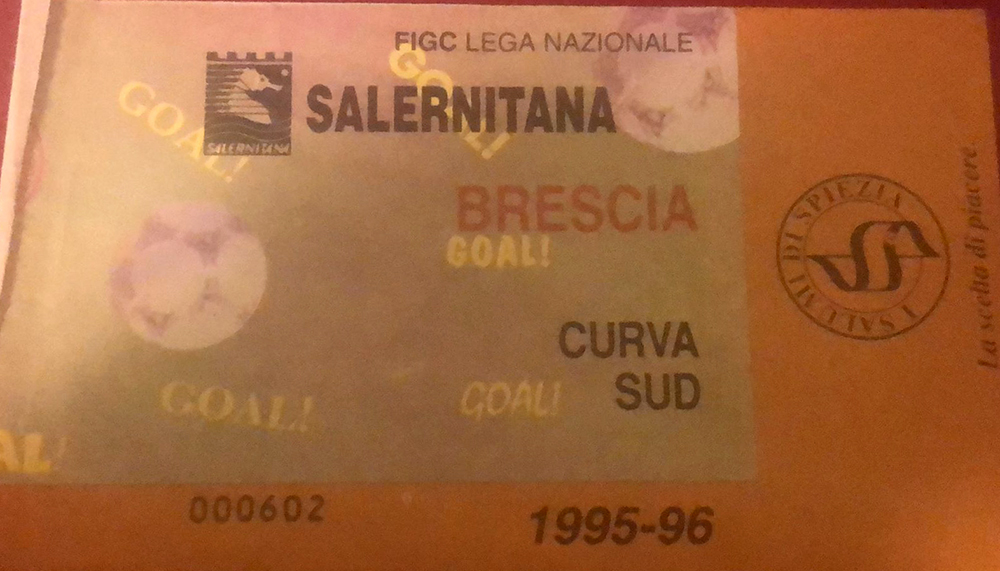 FIGC LEGA NAZIONALE
SALERNITANA
SALERNITANA
GOAL!
GOAL!
BRESCIA
GOAL!
CURVA
SUD
GOAL!
GOAL!
AL!
000602
1995-96
I SALUMI DI SPIEZIA
La scelta di piacere